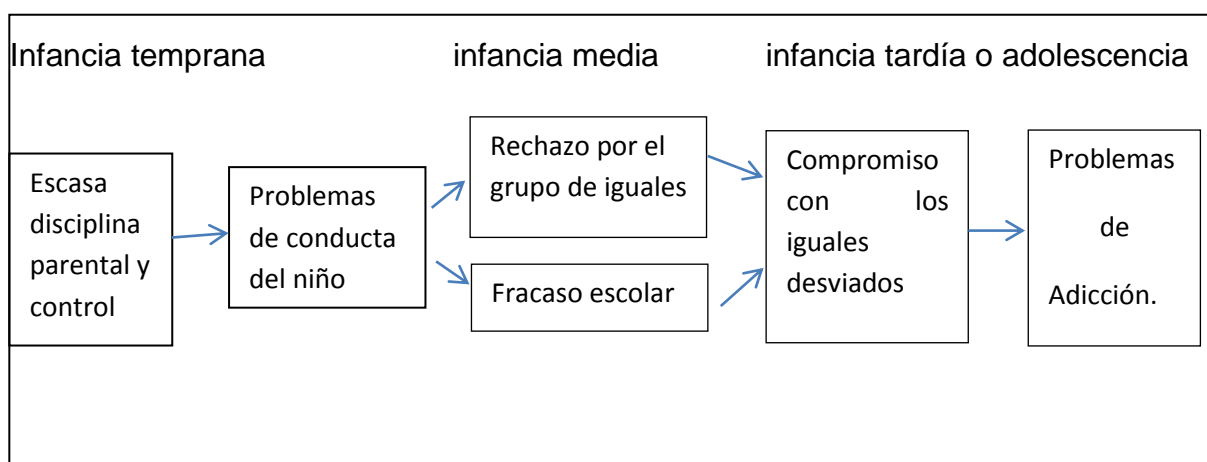 Infancia temprana
infancia media
infancia tardía o adolescencia
Escasa
disciplina
parental y
control
Problemas
de conducta
del niño
Rechazo por el
grupo de iguales
Fracaso escolar
Compromiso
con los
iguales
desviados
Problemas
de
Adicción.